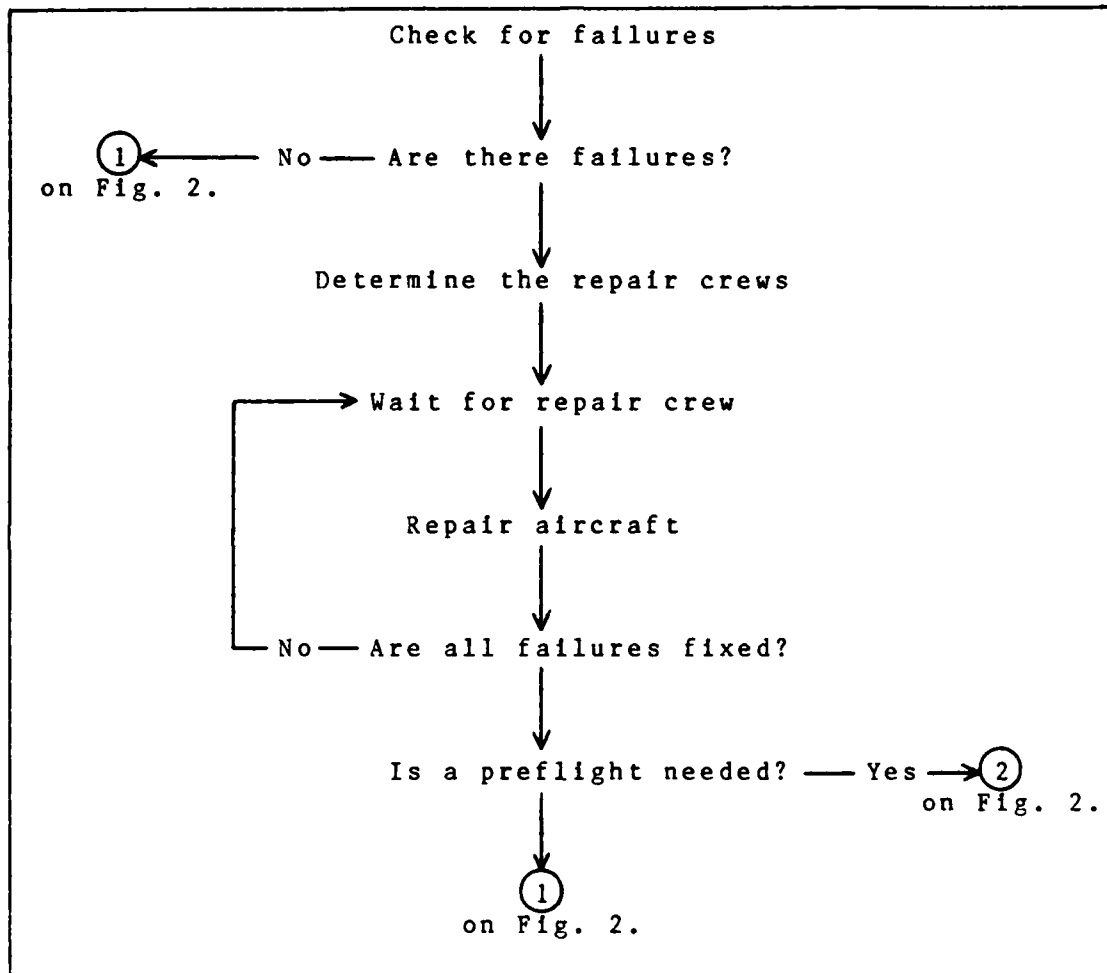 Check for failures
1 No Are there failures?
on Fig. 2.
Determine the repair crews
Wait for repair crew
Repair aircraft
No Are all failures fixed?
Is a preflight needed? Yes 2
on Fig. 2.
1
on Fig. 2.